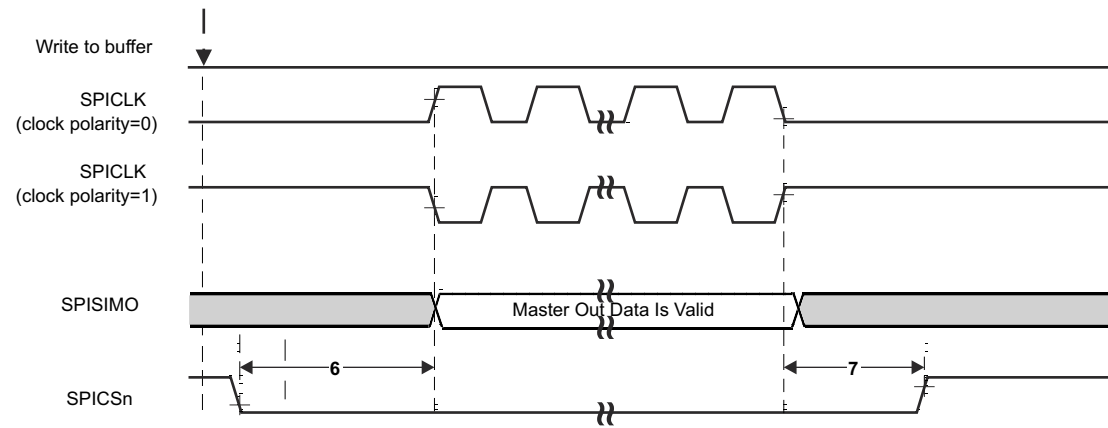 Write to buffer
SPICLK
(clock polarity=0)
SPICLK
(clock polarity=1)
SPISIMO
Master Out Data Is Valid
6
7
SPICSn